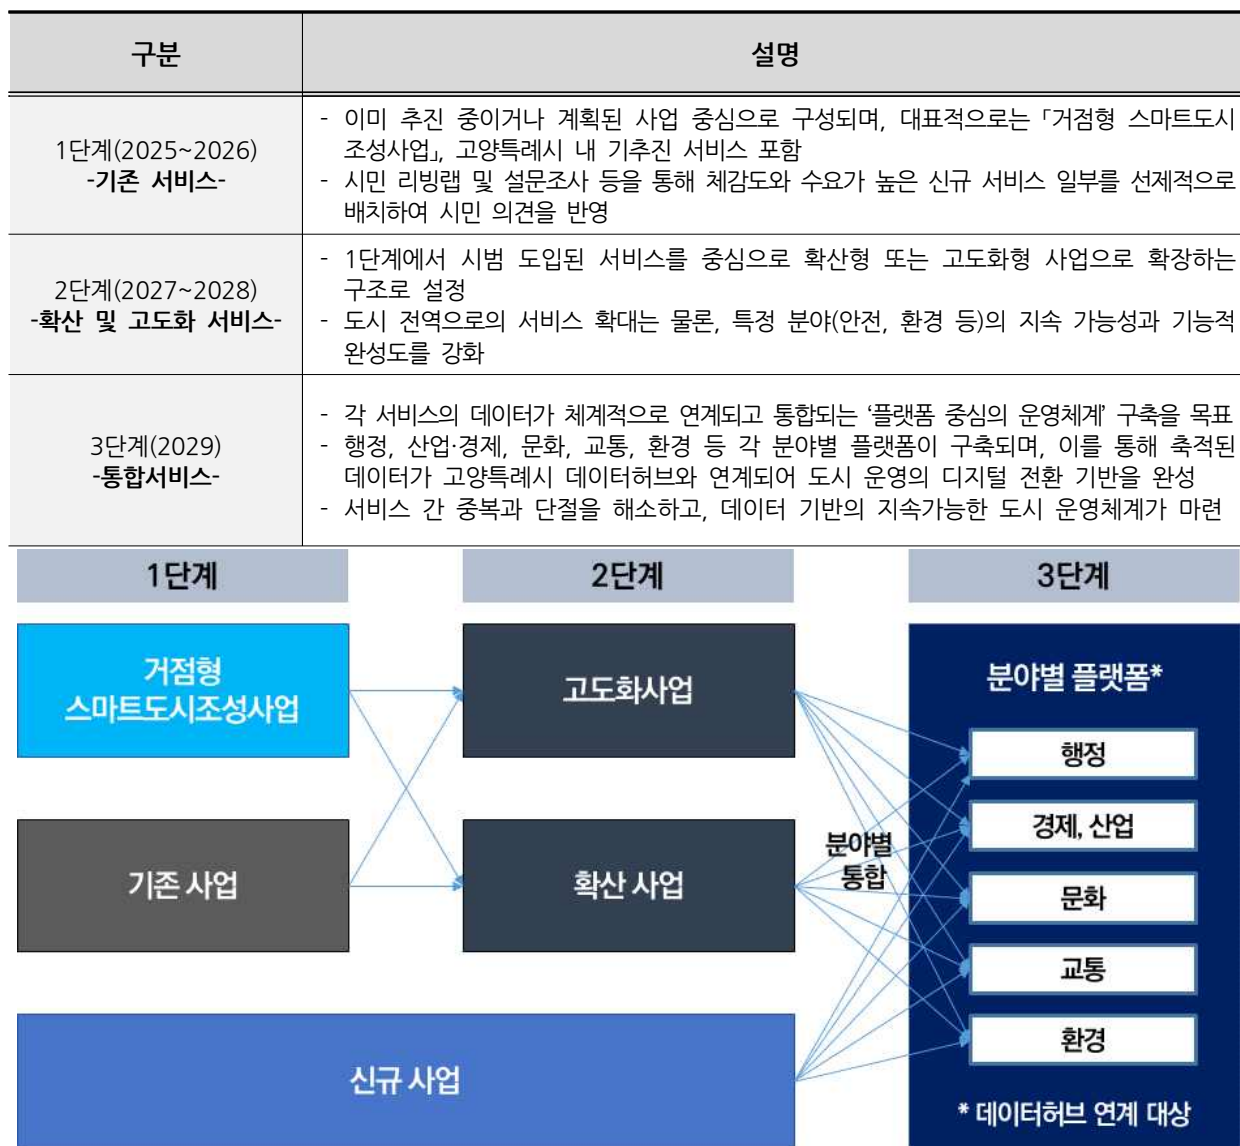 구분
설명
1단계(2025~2026)
-기존 서비스-
- 이미 추진 중이거나 계획된 사업 중심으로 구성되며, 대표적으로는 「거점형 스마트도시
조성사업」, 고양특례시 내 기추진 서비스 포함
- 시민 리빙랩 및 설문조사 등을 통해 체감도와 수요가 높은 신규 서비스 일부를 선제적으로
배치하여 시민 의견을 반영
2단계(2027~2028)
-확산 및 고도화 서비스-
- 1단계에서 시범 도입된 서비스를 중심으로 확산형 또는 고도화형 사업으로 확장하는
구조로 설정
- 도시 전역으로의 서비스 확대는 물론, 특정 분야(안전, 환경 등)의 지속 가능성과 기능적
완성도를 강화
3단계(2029)
-통합서비스-
- 각 서비스의 데이터가 체계적으로 연계되고 통합되는 ‘플랫폼 중심의 운영체계’ 구축을 목표
- 행정, 산업·경제, 문화, 교통, 환경 등 각 분야별 플랫폼이 구축되며, 이를 통해 축적된
데이터가 고양특례시 데이터허브와 연계되어 도시 운영의 디지털 전환 기반을 완성
- 서비스 간 중복과 단절을 해소하고, 데이터 기반의 지속가능한 도시 운영체계가 마련
1단계
2단계
3단계
거점형
스마트도시조성사업
고도화사업
분야별 플랫폼*
행정
경제, 산업
기존 사업
확산 사업
분야별
통합
문화
교통
환경
신규 사업
* 데이터허브 연계 대상